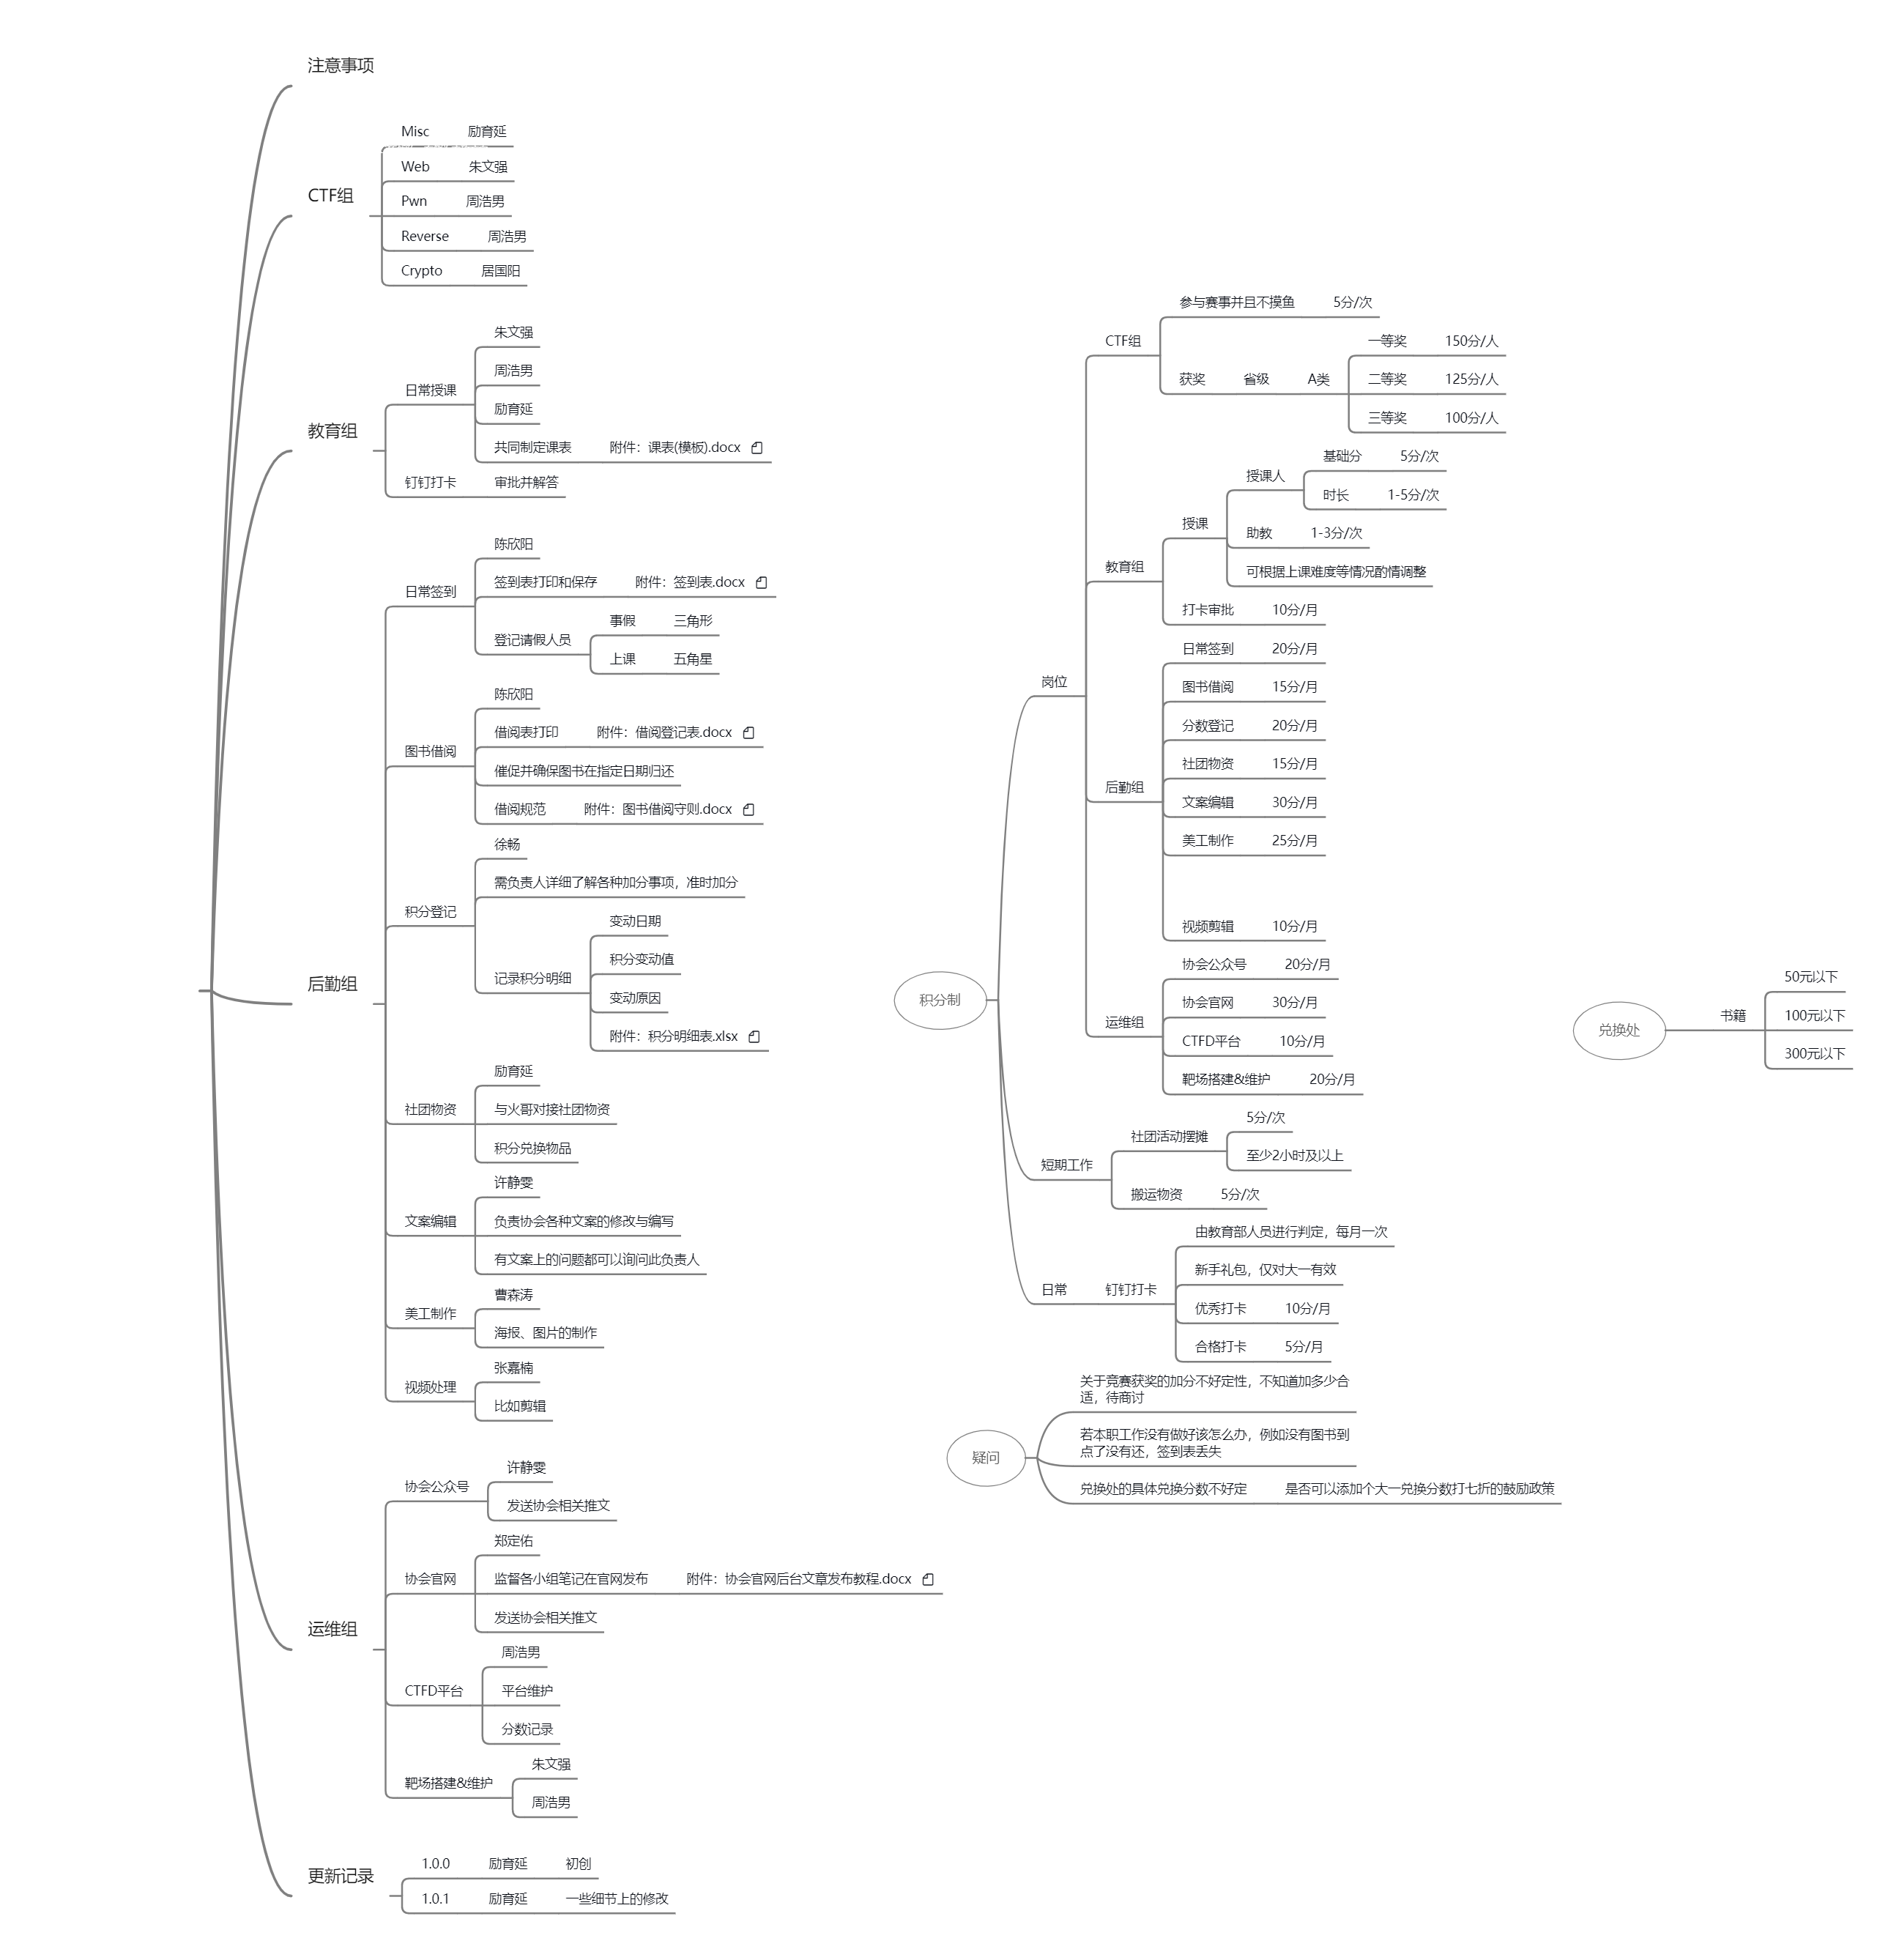 注意事项
CTF组
Misc 励育延
Web 朱文强
Pwn 周浩男
Reverse 周浩男
Crypto 居国阳
教育组
日常授课
朱文强
周浩男
励育延
共同制定课表 附件：课表(模板).docx
钉钉打卡 审批并解答
后勤组
日常签到
陈欣阳
签到表打印和保存 附件：签到表.docx
登记请假人员
事假 三角形
上课 五角星
图书借阅
陈欣阳
借阅表打印 附件：借阅登记表.docx
催促并确保图书在指定日期归还
借阅规范 附件：图书借阅守则.docx
积分登记
徐畅
需负责人详细了解各种加分事项，准时加分
记录积分明细
变动日期
积分变动值
变动原因
附件：积分明细表.xlsx
社团物资
励育延
与火哥对接社团物资
积分兑换物品
文案编辑
许静雯
负责协会各种文案的修改与编写
有文案上的问题都可以询问此负责人
美工制作
曹森涛
海报、图片的制作
视频处理
张嘉楠
比如剪辑
运维组
协会公众号
许静雯
发送协会相关推文
协会官网
郑定佑
监督各小组笔记在官网发布 附件：协会官网后台文章发布教程.docx
发送协会相关推文
CTFD平台
周浩男
平台维护
分数记录
靶场搭建&维护
朱文强
周浩男
更新记录
1.0.0 励育延 初创
1.0.1 励育延 一些细节上的修改
积分制
岗位
CTF组
参与赛事并且不摸鱼 5分/次
获奖 省级 A类
一等奖 150分/人
二等奖 125分/人
三等奖 100分/人
教育组
授课
授课人
基础分 5分/次
时长 1-5分/次
助教 1-3分/次
可根据上课难度等情况酌情调整
打卡审批 10分/月
后勤组
日常签到 20分/月
图书借阅 15分/月
分数登记 20分/月
社团物资 15分/月
文案编辑 30分/月
美工制作 25分/月
视频剪辑 10分/月
运维组
协会公众号 20分/月
协会官网 30分/月
CTFD平台 10分/月
靶场搭建&维护 20分/月
短期工作
社团活动摆摊
5分/次
至少2小时及以上
搬运物资 5分/次
日常 钉钉打卡
由教育部人员进行判定，每月一次
新手礼包，仅对大一有效
优秀打卡 10分/月
合格打卡 5分/月
疑问
关于竞赛获奖的加分不好定性，不知道加多少合
适，待商讨
若本职工作没有做好该怎么办，例如没有图书到
点了没有还，签到表丢失
兑换处的具体兑换分数不好定 是否可以添加个大一兑换分数打七折的鼓励政策
兑换处
书籍
50元以下
100元以下
300元以下